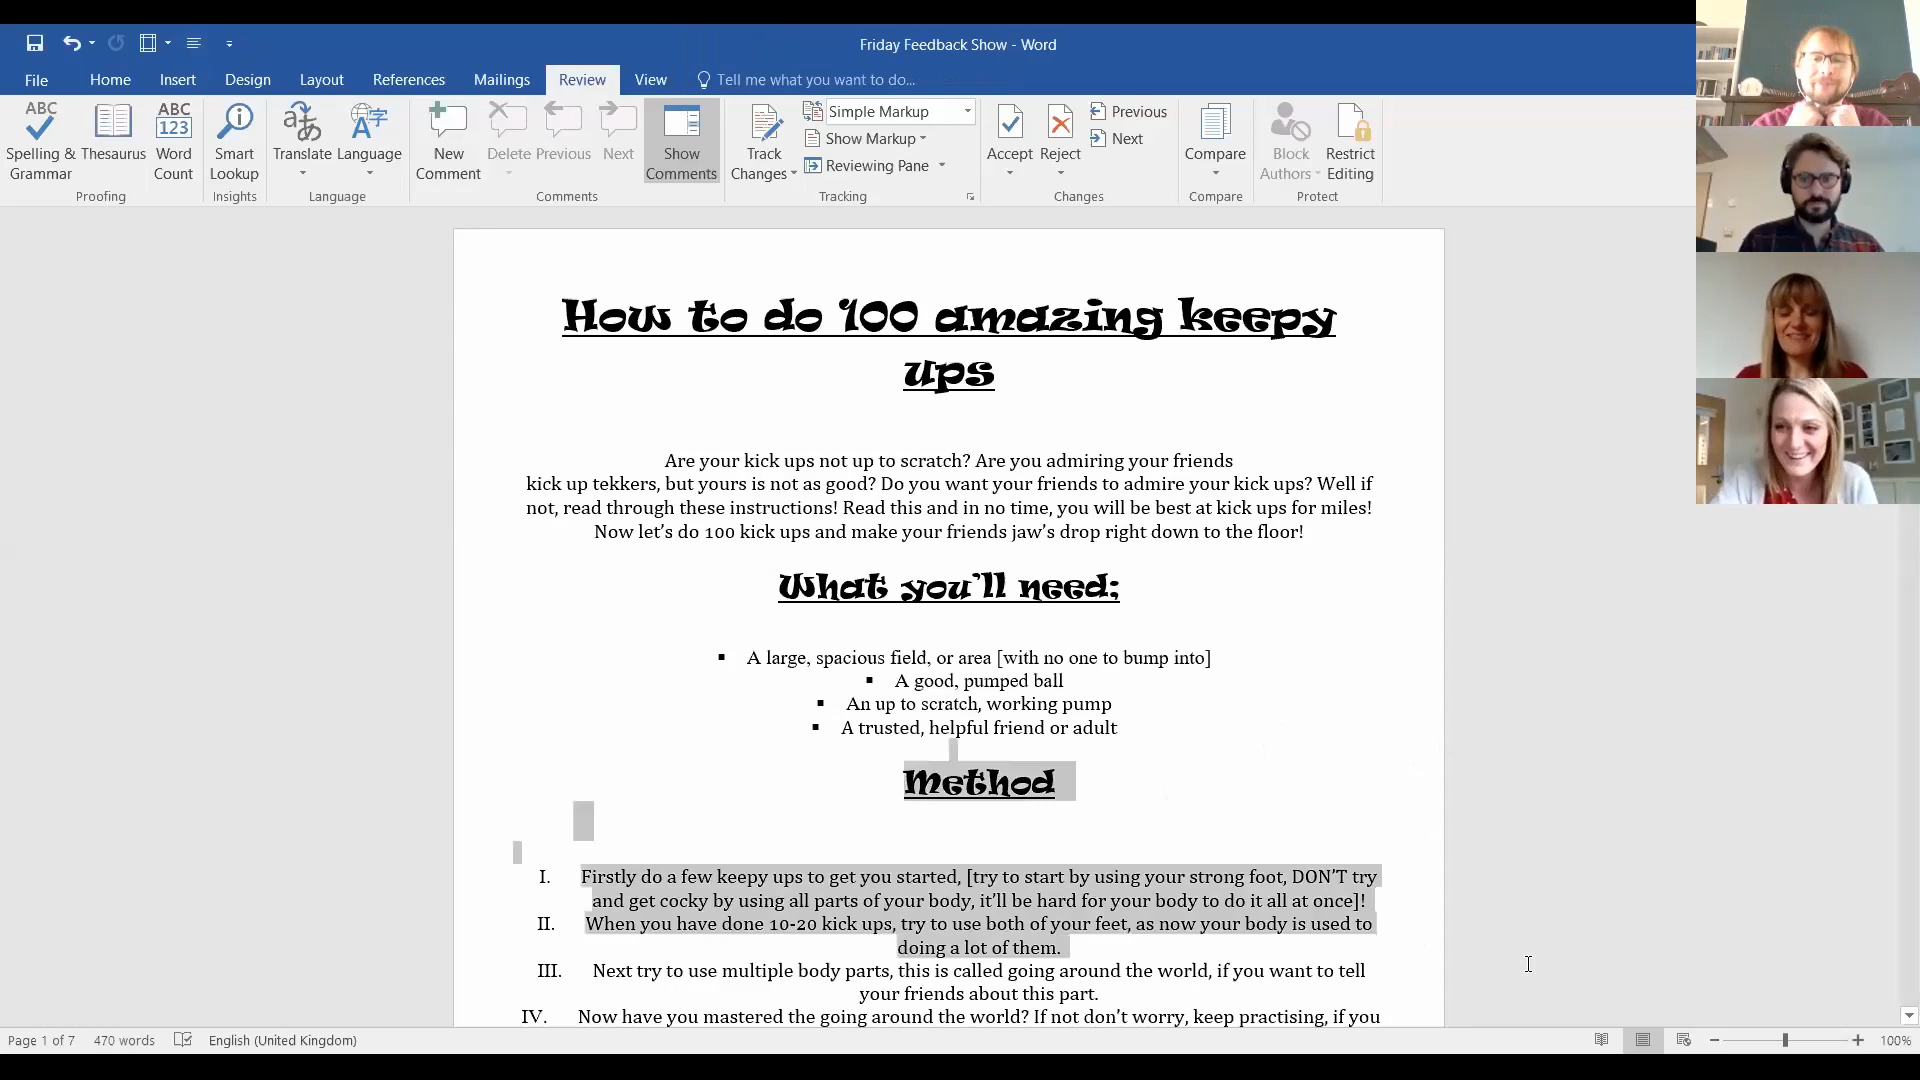 Friday Feedback Show - Word
File Home Insert Design Layout References Mailings Review View Tell me what you want to do...
ABC ABC 123
Simple Markup
Previous
Show Markup
Next
Spelling & Grammar Thesaurus Word Count Smart Lookup Translate Language New Comment Delete Previous Next Show Comments Track Changes Reviewing Pane Accept Reject Compare Block Authors Restrict Editing
Proofing Insights Language Comments Tracking Changes Compare Protect
How to do 100 amazing keepy
ups
Are your kick ups not up to scratch? Are you admiring your friends
kick up tekkers, but yours is not as good? Do you want your friends to admire your kick ups? Well if
not, read through these instructions! Read this and in no time, you will be best at kick ups for miles!
Now let's do 100 kick ups and make your friends jaw's drop right down to the floor!
What you'll need;
▪ A large, spacious field, or area [with no one to bump into]
▪ A good, pumped ball
▪ An up to scratch, working pump
▪ A trusted, helpful friend or adult
Method
I. Firstly do a few keepy ups to get you started, [try to start by using your strong foot, DON'T try
and get cocky by using all parts of your body, it'll be hard for your body to do it all at once]!
II. When you have done 10-20 kick ups, try to use both of your feet, as now your body is used to
doing a lot of them.
III. Next try to use multiple body parts, this is called going around the world, if you want to tell
your friends about this part.
IV. Now have you mastered the going around the world? If not don't worry, keep practising, if you
Page 1 of 7 470 words English (United Kingdom) 100%